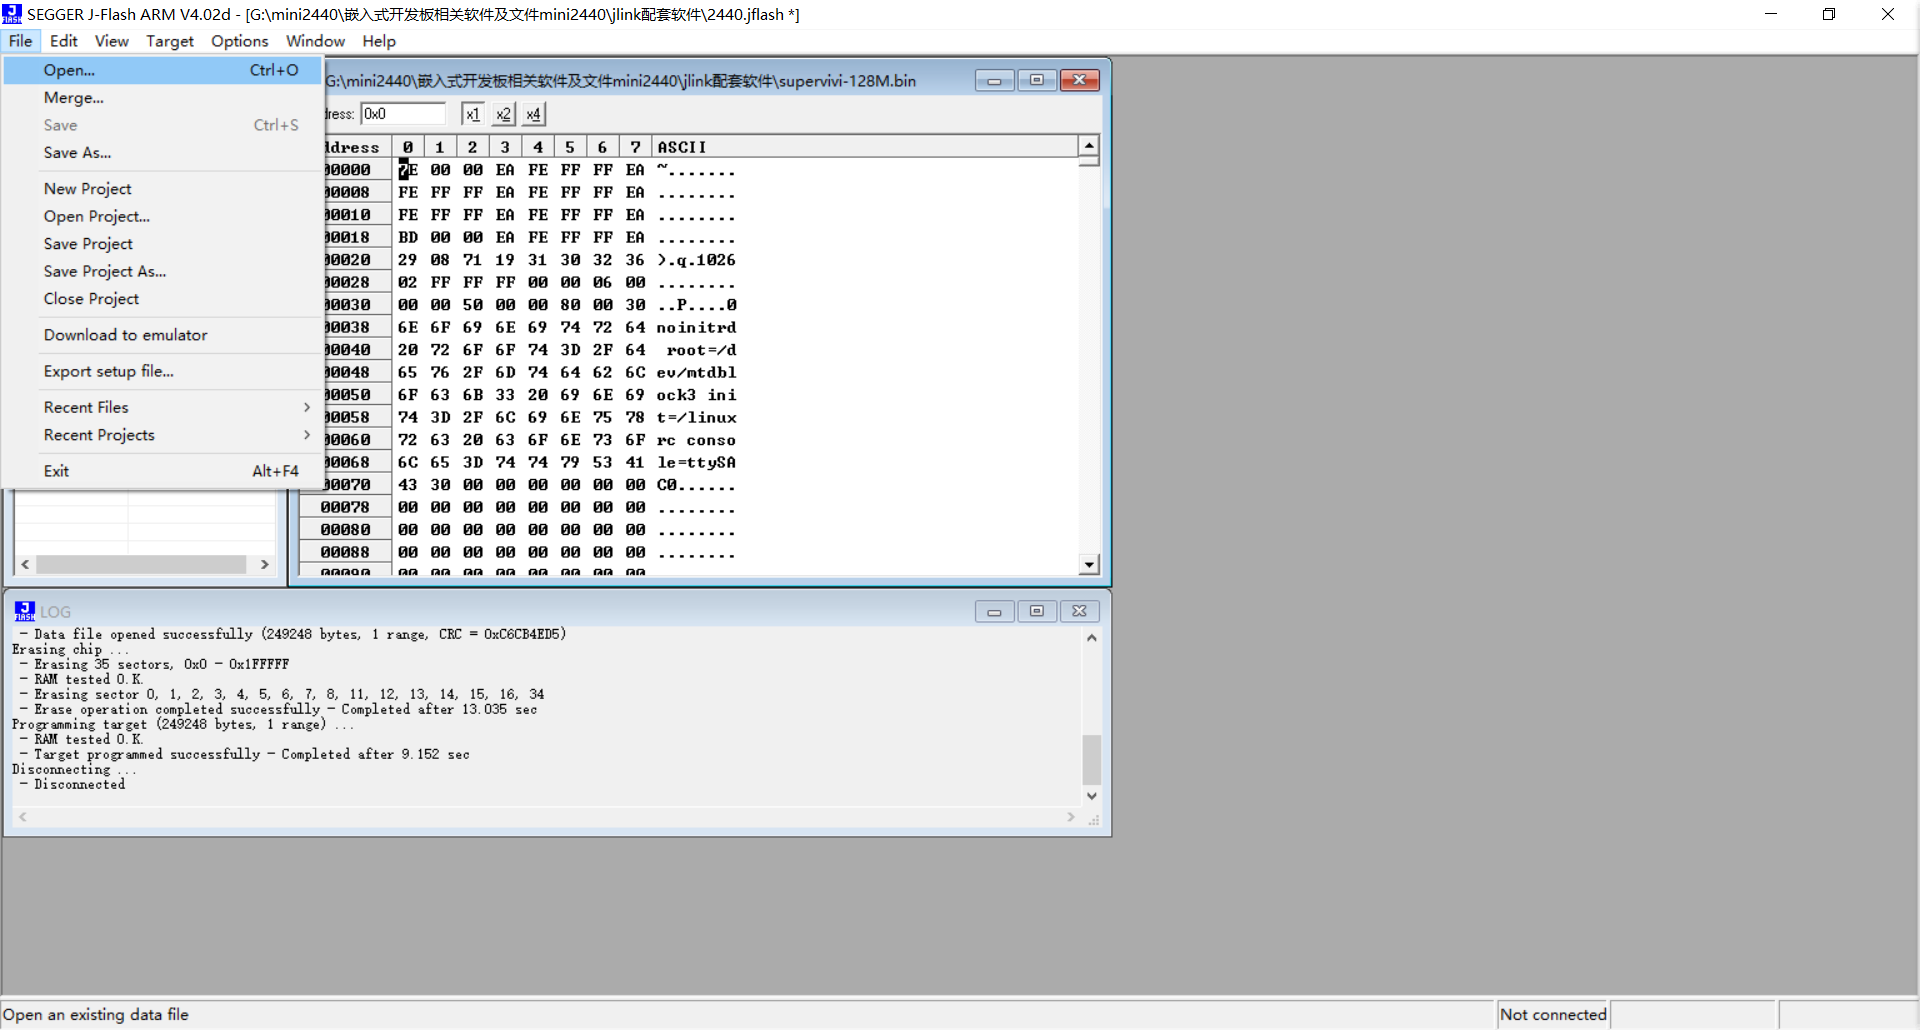 SEGGER J-Flash ARM V4.02d - [G:\mini2440\嵌入式开发板相关软件及文件mini2440\jlink配套软件\2440.jflash *]
File Edit View Target Options Window Help
Open... Ctrl+O
Merge...
Save Ctrl+S
Save As...
New Project
Open Project...
Save Project
Save Project As...
Close Project
Download to emulator
Export setup file...
Recent Files
Recent Projects
Exit Alt+F4
G:\mini2440\嵌入式开发板相关软件及文件mini2440\jlink配套软件\supervivi-128M.bin
ress: 0x0 x1 x2 x4
ddress 0 1 2 3 4 5 6 7 ASCII
00000 7E 00 00 EA FE FF FF EA ~.......
00008 FE FF FF EA FE FF FF EA ........
00010 FE FF FF EA FE FF FF EA ........
00018 BD 00 00 EA FE FF FF EA ........
00020 29 08 71 19 31 30 32 36 ).q.1026
00028 02 FF FF FF 00 00 06 00 ........
00030 00 00 50 00 00 80 00 30 ..P....0
00038 6E 6F 69 6E 69 74 72 64 noinitrd
00040 20 72 6F 6F 74 3D 2F 64 root=/d
00048 65 76 2F 6D 74 64 62 6C ev/mtdbl
00050 6F 63 6B 33 20 69 6E 69 ock3 ini
00058 74 3D 2F 6C 69 6E 75 78 t=/linux
00060 72 63 20 63 6F 6E 73 6F rc conso
00068 6C 65 3D 74 74 79 53 41 le=ttySA
00070 43 30 00 00 00 00 00 00 C0......
00078 00 00 00 00 00 00 00 00 ........
00080 00 00 00 00 00 00 00 00 ........
00088 00 00 00 00 00 00 00 00 ........
00090 00 00 00 00 00 00 00 00
J FLASH LOG
- Data file opened successfully (249248 bytes, 1 range, CRC = 0xC6CB4ED5)
Erasing chip ...
- Erasing 35 sectors, 0x0 - 0x1FFFFF
- RAM tested O.K.
- Erasing sector 0, 1, 2, 3, 4, 5, 6, 7, 8, 11, 12, 13, 14, 15, 16, 34
- Erase operation completed successfully - Completed after 13.035 sec
Programming target (249248 bytes, 1 range) ...
- RAM tested O.K.
- Target programmed successfully - Completed after 9.152 sec
Disconnecting ...
- Disconnected
Open an existing data file Not connected